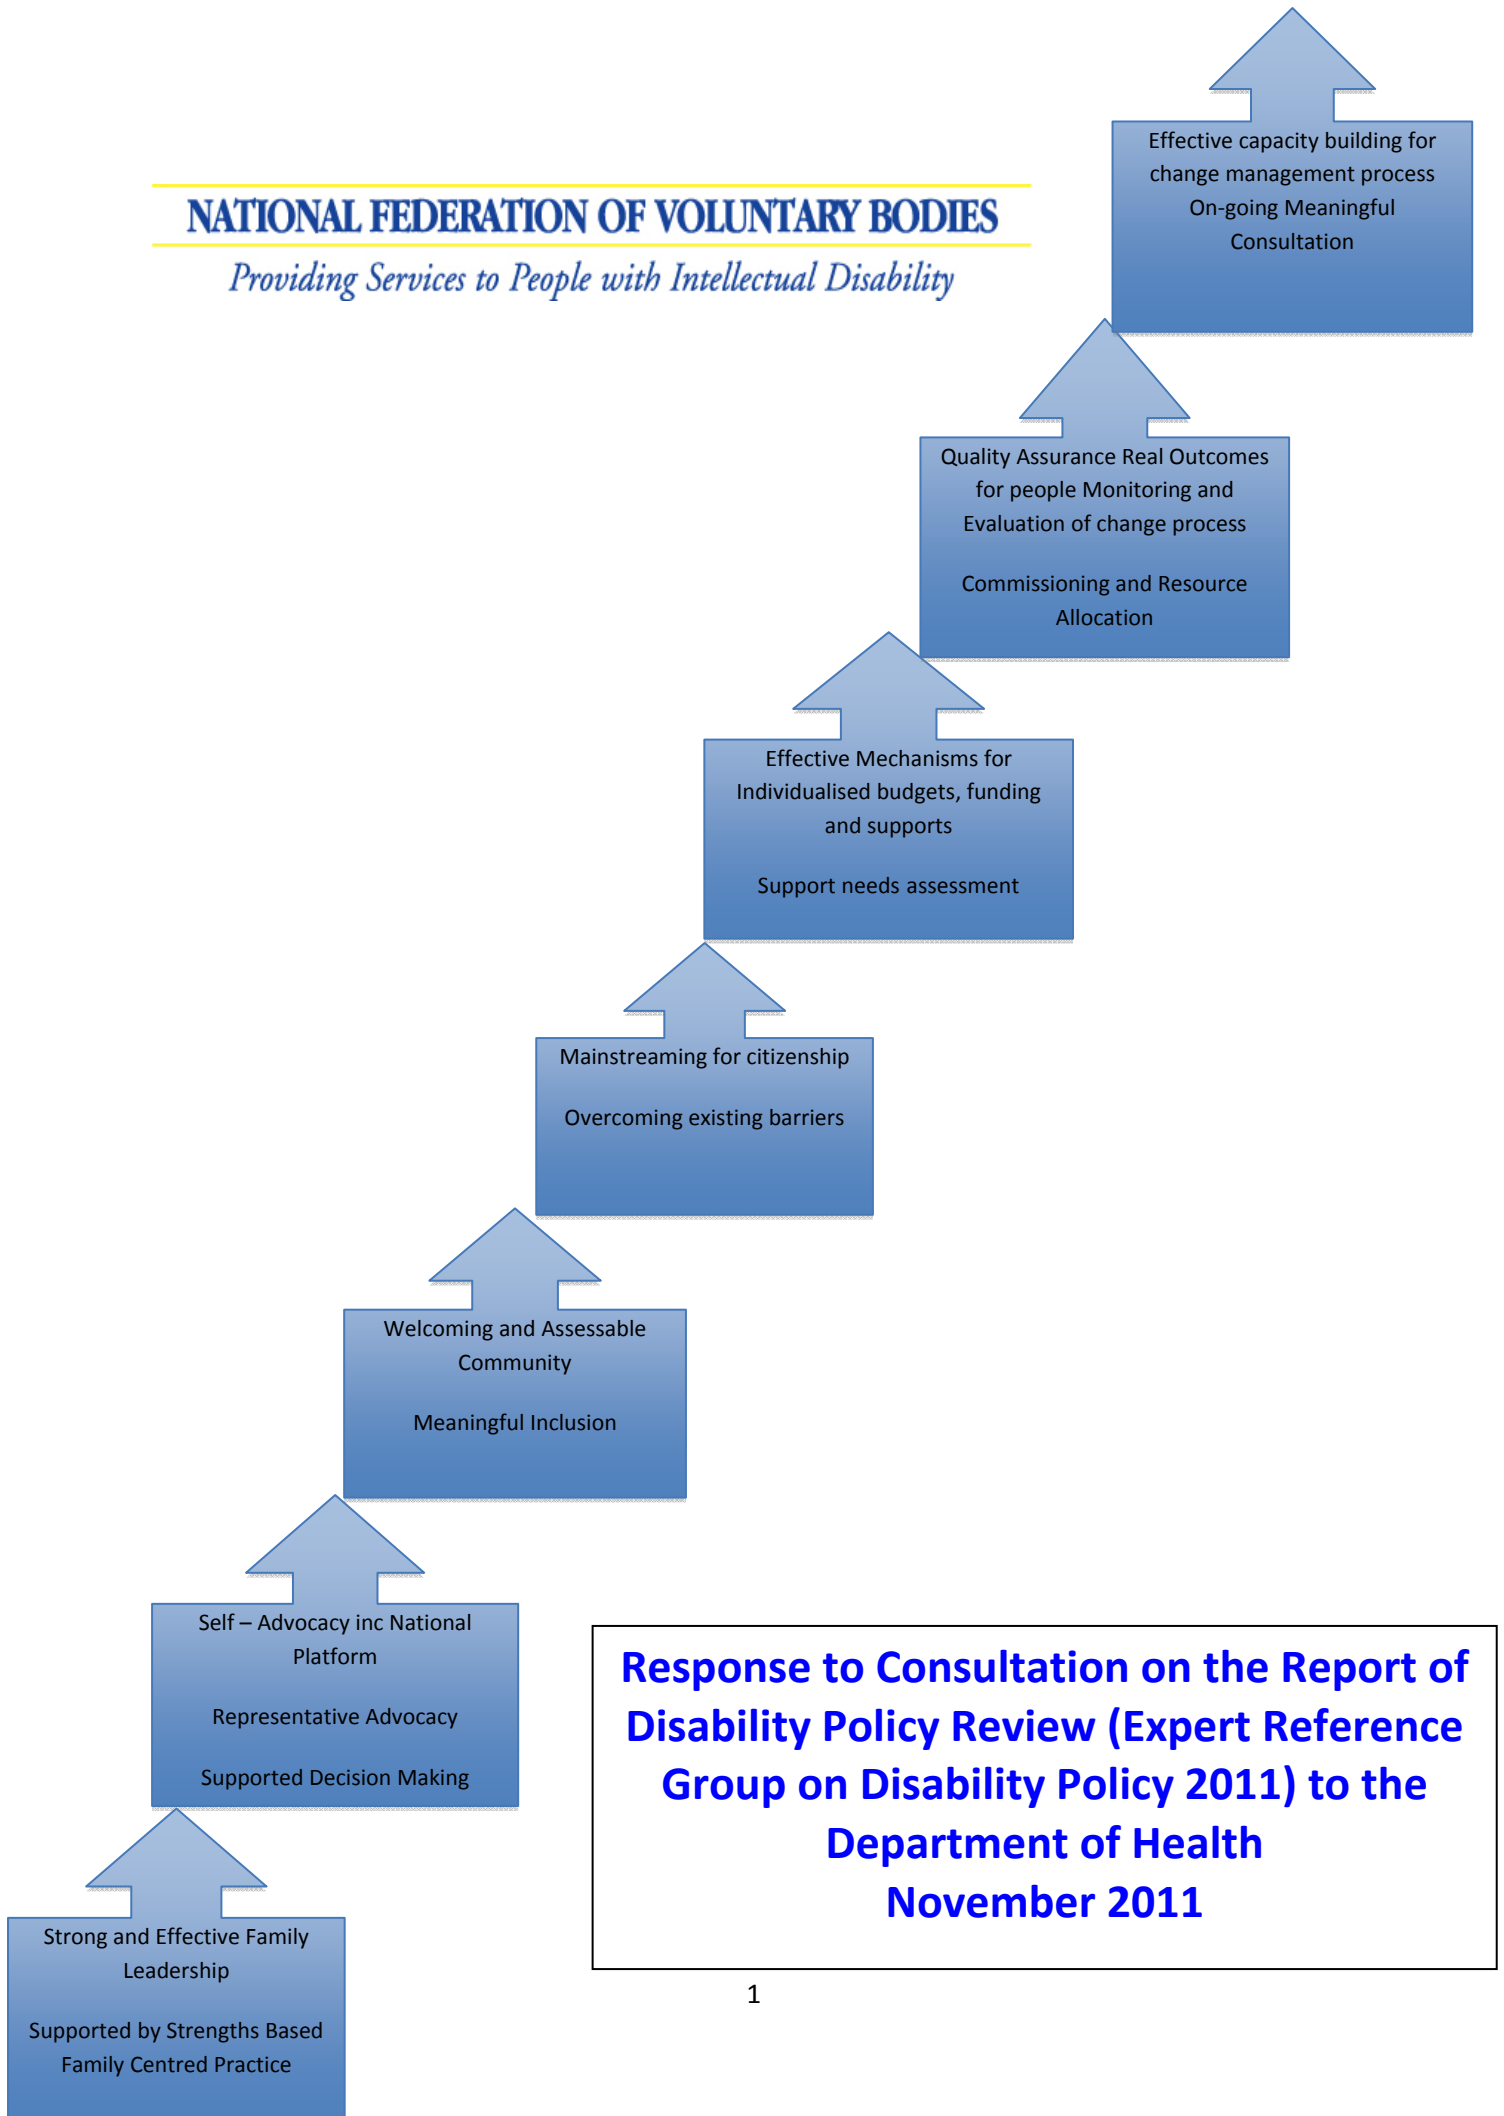 NATIONAL FEDERATION OF VOLUNTARY BODIES
Providing Services to People with Intellectual Disability
Effective capacity building for
change management process
On-going Meaningful
Consultation
Quality Assurance Real Outcomes
for people Monitoring and
Evaluation of change process
Commissioning and Resource
Allocation
Effective Mechanisms for
Individualised budgets, funding
and supports
Support needs assessment
Mainstreaming for citizenship
Overcoming existing barriers
Welcoming and Assessable
Community
Meaningful Inclusion
Self – Advocacy inc National
Platform
Representative Advocacy
Supported Decision Making
Strong and Effective Family
Leadership
Supported by Strengths Based
Family Centred Practice
Response to Consultation on the Report of
Disability Policy Review (Expert Reference
Group on Disability Policy 2011) to the
Department of Health
November 2011
1